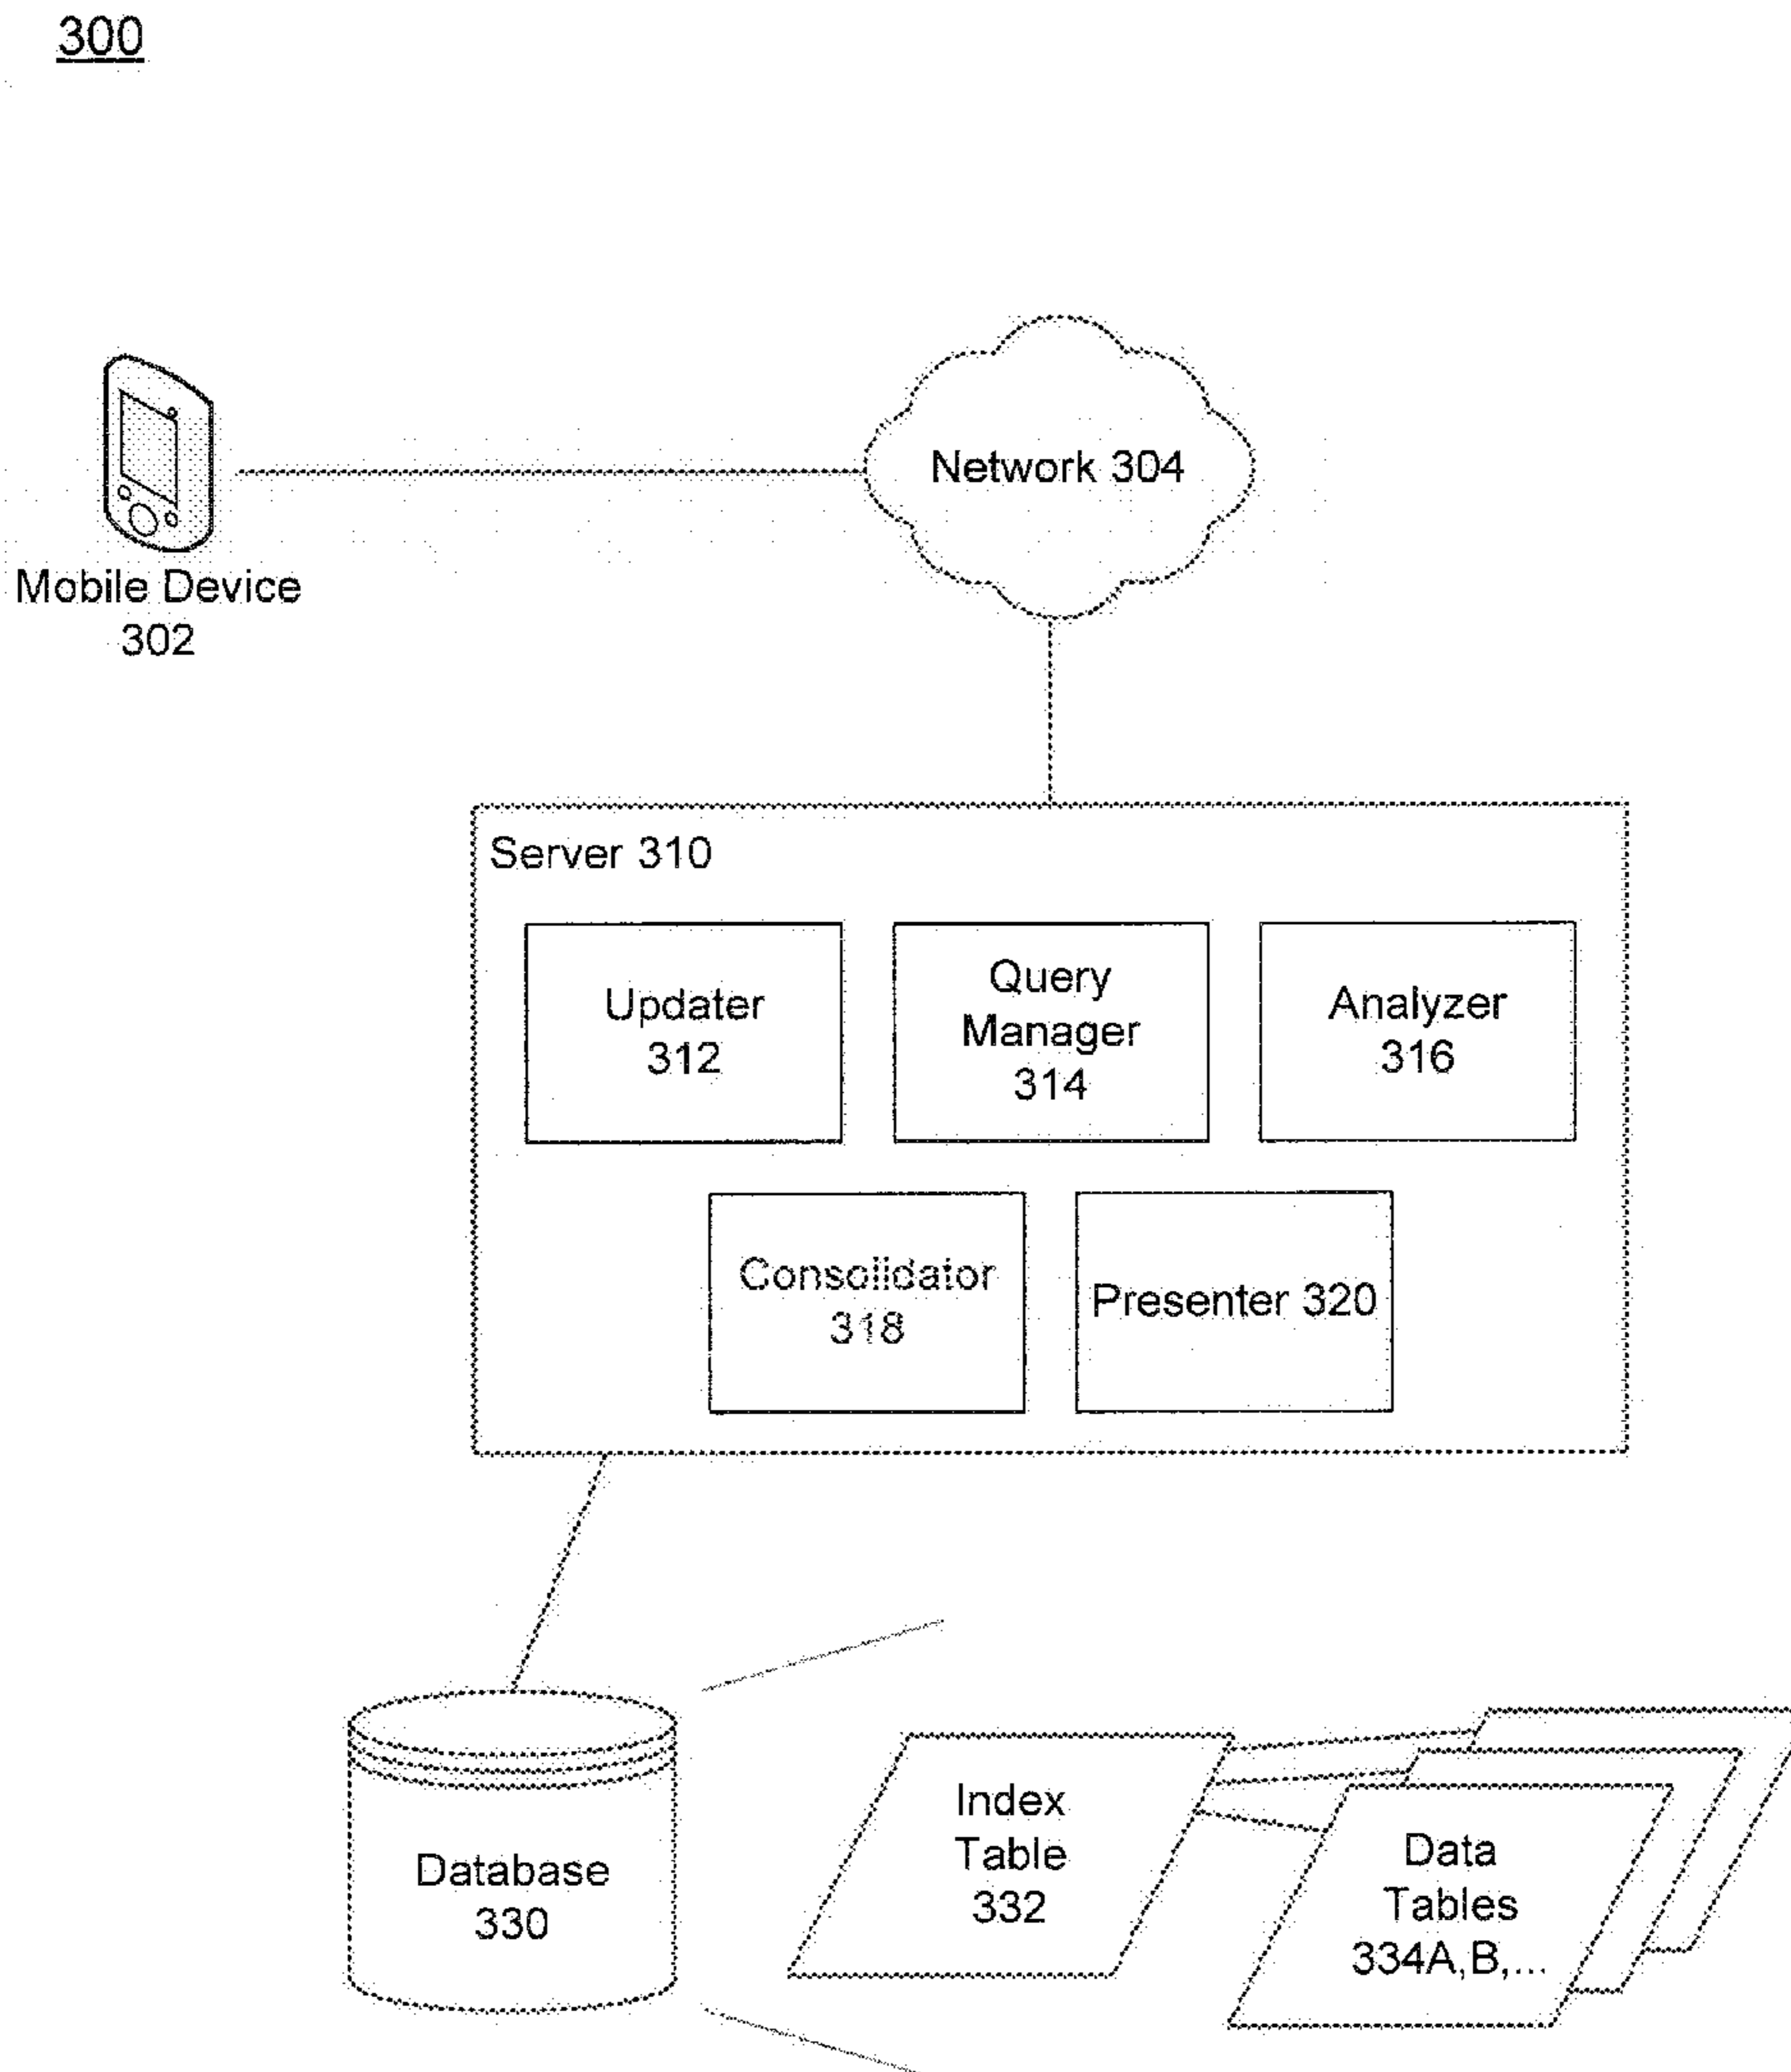 300
Network 304
Mobile Device
302
Server 310
Updater
312
Query
Manager
314
Analyzer
316
Consolidator
318
Presenter 320
Database
330
Index
Table
332
Data
Tables
334A,B,...